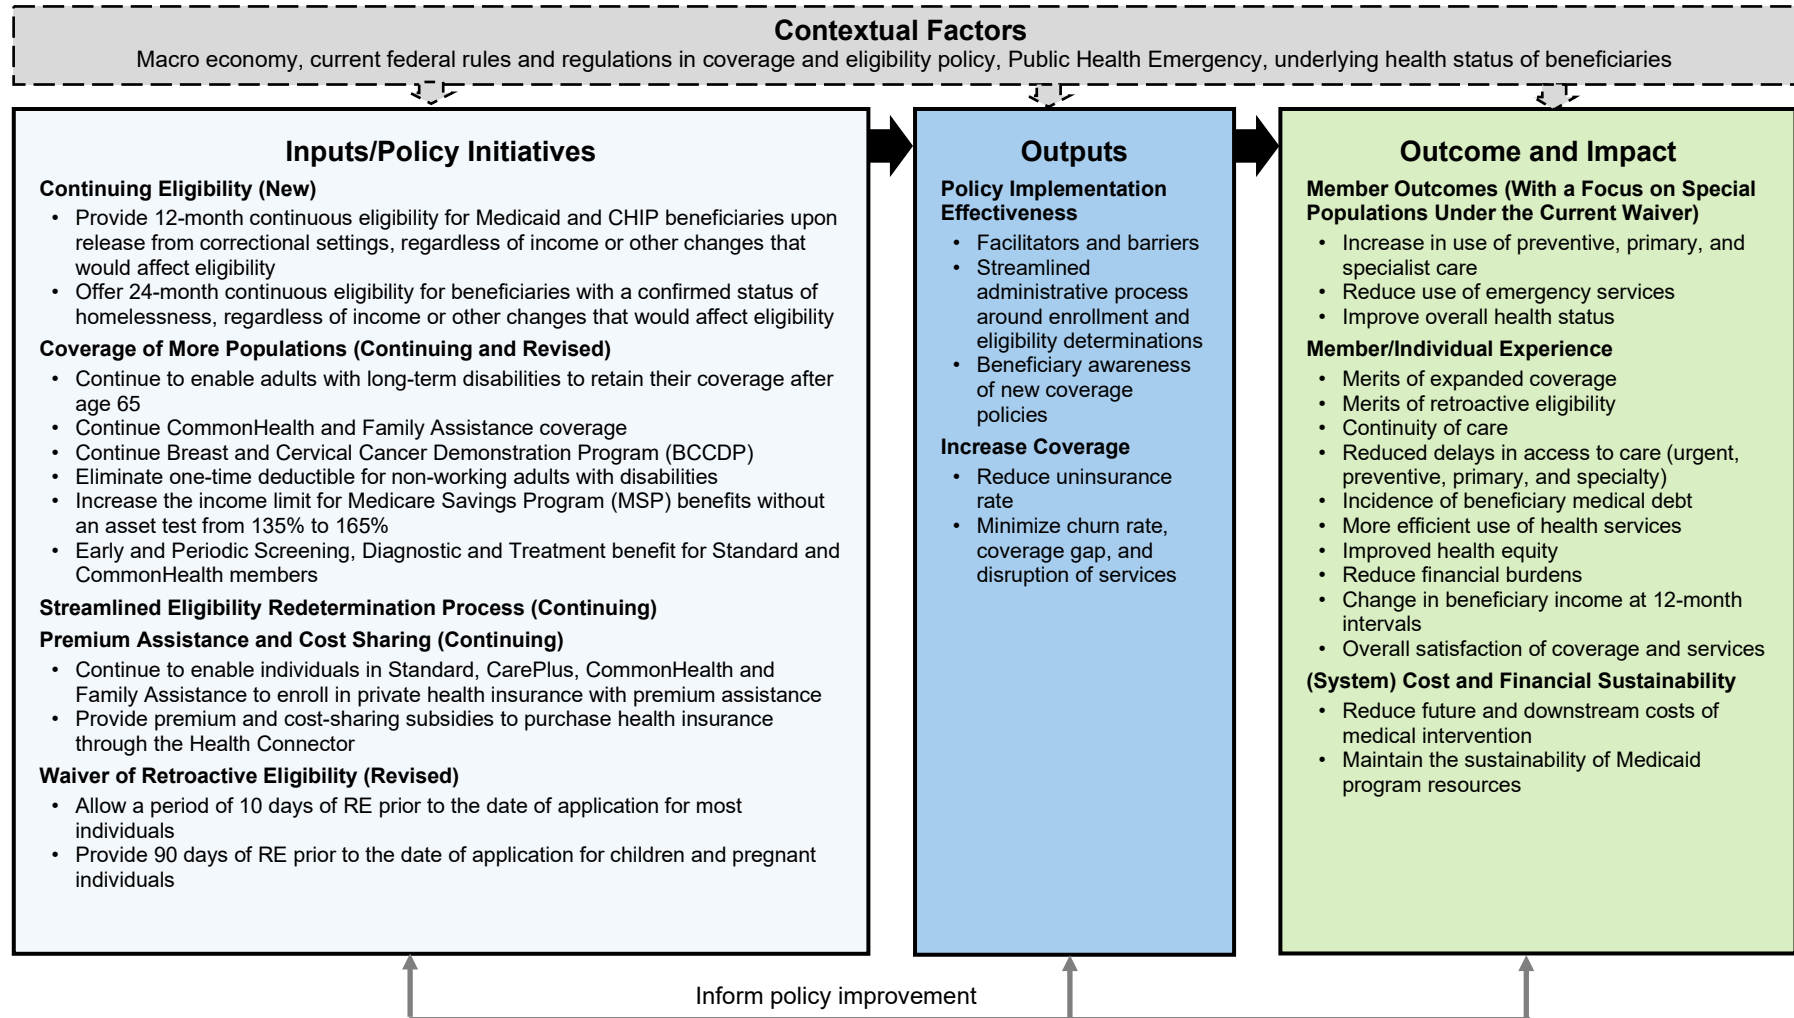 Contextual Factors
Macro economy, current federal rules and regulations in coverage and eligibility policy, Public Health Emergency, underlying health status of beneficiaries
Inputs/Policy Initiatives
Continuing Eligibility (New)
• Provide 12-month continuous eligibility for Medicaid and CHIP beneficiaries upon
release from correctional settings, regardless of income or other changes that
would affect eligibility
• Offer 24-month continuous eligibility for beneficiaries with a confirmed status of
homelessness, regardless of income or other changes that would affect eligibility
Coverage of More Populations (Continuing and Revised)
• Continue to enable adults with long-term disabilities to retain their coverage after
age 65
• Continue CommonHealth and Family Assistance coverage
• Continue Breast and Cervical Cancer Demonstration Program (BCCDP)
• Eliminate one-time deductible for non-working adults with disabilities
• Increase the income limit for Medicare Savings Program (MSP) benefits without
an asset test from 135% to 165%
• Early and Periodic Screening, Diagnostic and Treatment benefit for Standard and
CommonHealth members
Streamlined Eligibility Redetermination Process (Continuing)
Premium Assistance and Cost Sharing (Continuing)
• Continue to enable individuals in Standard, CarePlus, CommonHealth and
Family Assistance to enroll in private health insurance with premium assistance
• Provide premium and cost-sharing subsidies to purchase health insurance
through the Health Connector
Waiver of Retroactive Eligibility (Revised)
• Allow a period of 10 days of RE prior to the date of application for most
individuals
• Provide 90 days of RE prior to the date of application for children and pregnant
individuals
Outputs
Policy Implementation
Effectiveness
• Facilitators and barriers
• Streamlined
administrative process
around enrollment and
eligibility determinations
• Beneficiary awareness
of new coverage
policies
Increase Coverage
• Reduce uninsurance
rate
• Minimize churn rate,
coverage gap, and
disruption of services
Outcome and Impact
Member Outcomes (With a Focus on Special
Populations Under the Current Waiver)
• Increase in use of preventive, primary, and
specialist care
• Reduce use of emergency services
• Improve overall health status
Member/Individual Experience
• Merits of expanded coverage
• Merits of retroactive eligibility
• Continuity of care
• Reduced delays in access to care (urgent,
preventive, primary, and specialty)
• Incidence of beneficiary medical debt
• More efficient use of health services
• Improved health equity
• Reduce financial burdens
• Change in beneficiary income at 12-month
intervals
• Overall satisfaction of coverage and services
(System) Cost and Financial Sustainability
• Reduce future and downstream costs of
medical intervention
• Maintain the sustainability of Medicaid
program resources
Inform policy improvement